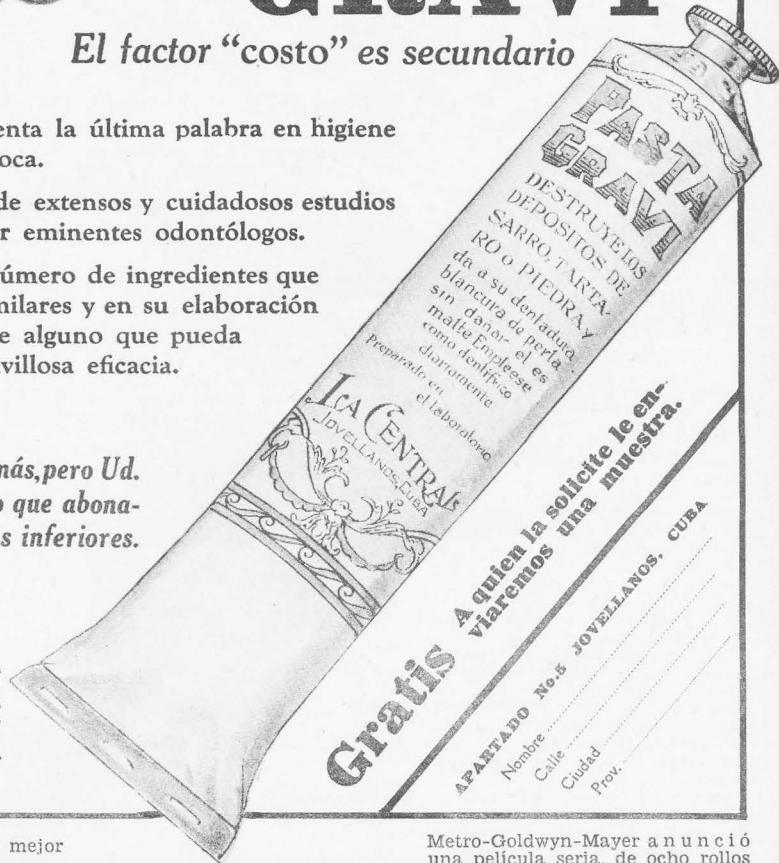 GRAVI
El factor "costo" es secundario
enta la última palabra en higiene
oca.
de extensos y cuidadosos estudios
r eminentes odontólogos.
úmero de ingredientes que
milares y en su elaboración
e alguno que pueda
villosa eficacia.
más, pero Ud.
o que abona-
s inferiores.
PASTA
GRAVI
DESTRUYE LOS
DEPOSITOS DE
SARRO, TARTA-
RO o PIEDRA y
da a su dentadura
blancura de perla
sin dañar el es
malte Empleese
como dentífrico
diariamente
Preparado en
el laboratorio
LA CENTRAL
JOVELLANOS, CUBA
Gratis
A quien la solicite le en-
viaremos una muestra.
APARTADO No.5 JOVELLANOS, CUBA
Nombre
Calle
Ciudad
Prov.
mejor
Metro-Goldwyn-Mayer anunció
una película seria, de ocho rollos